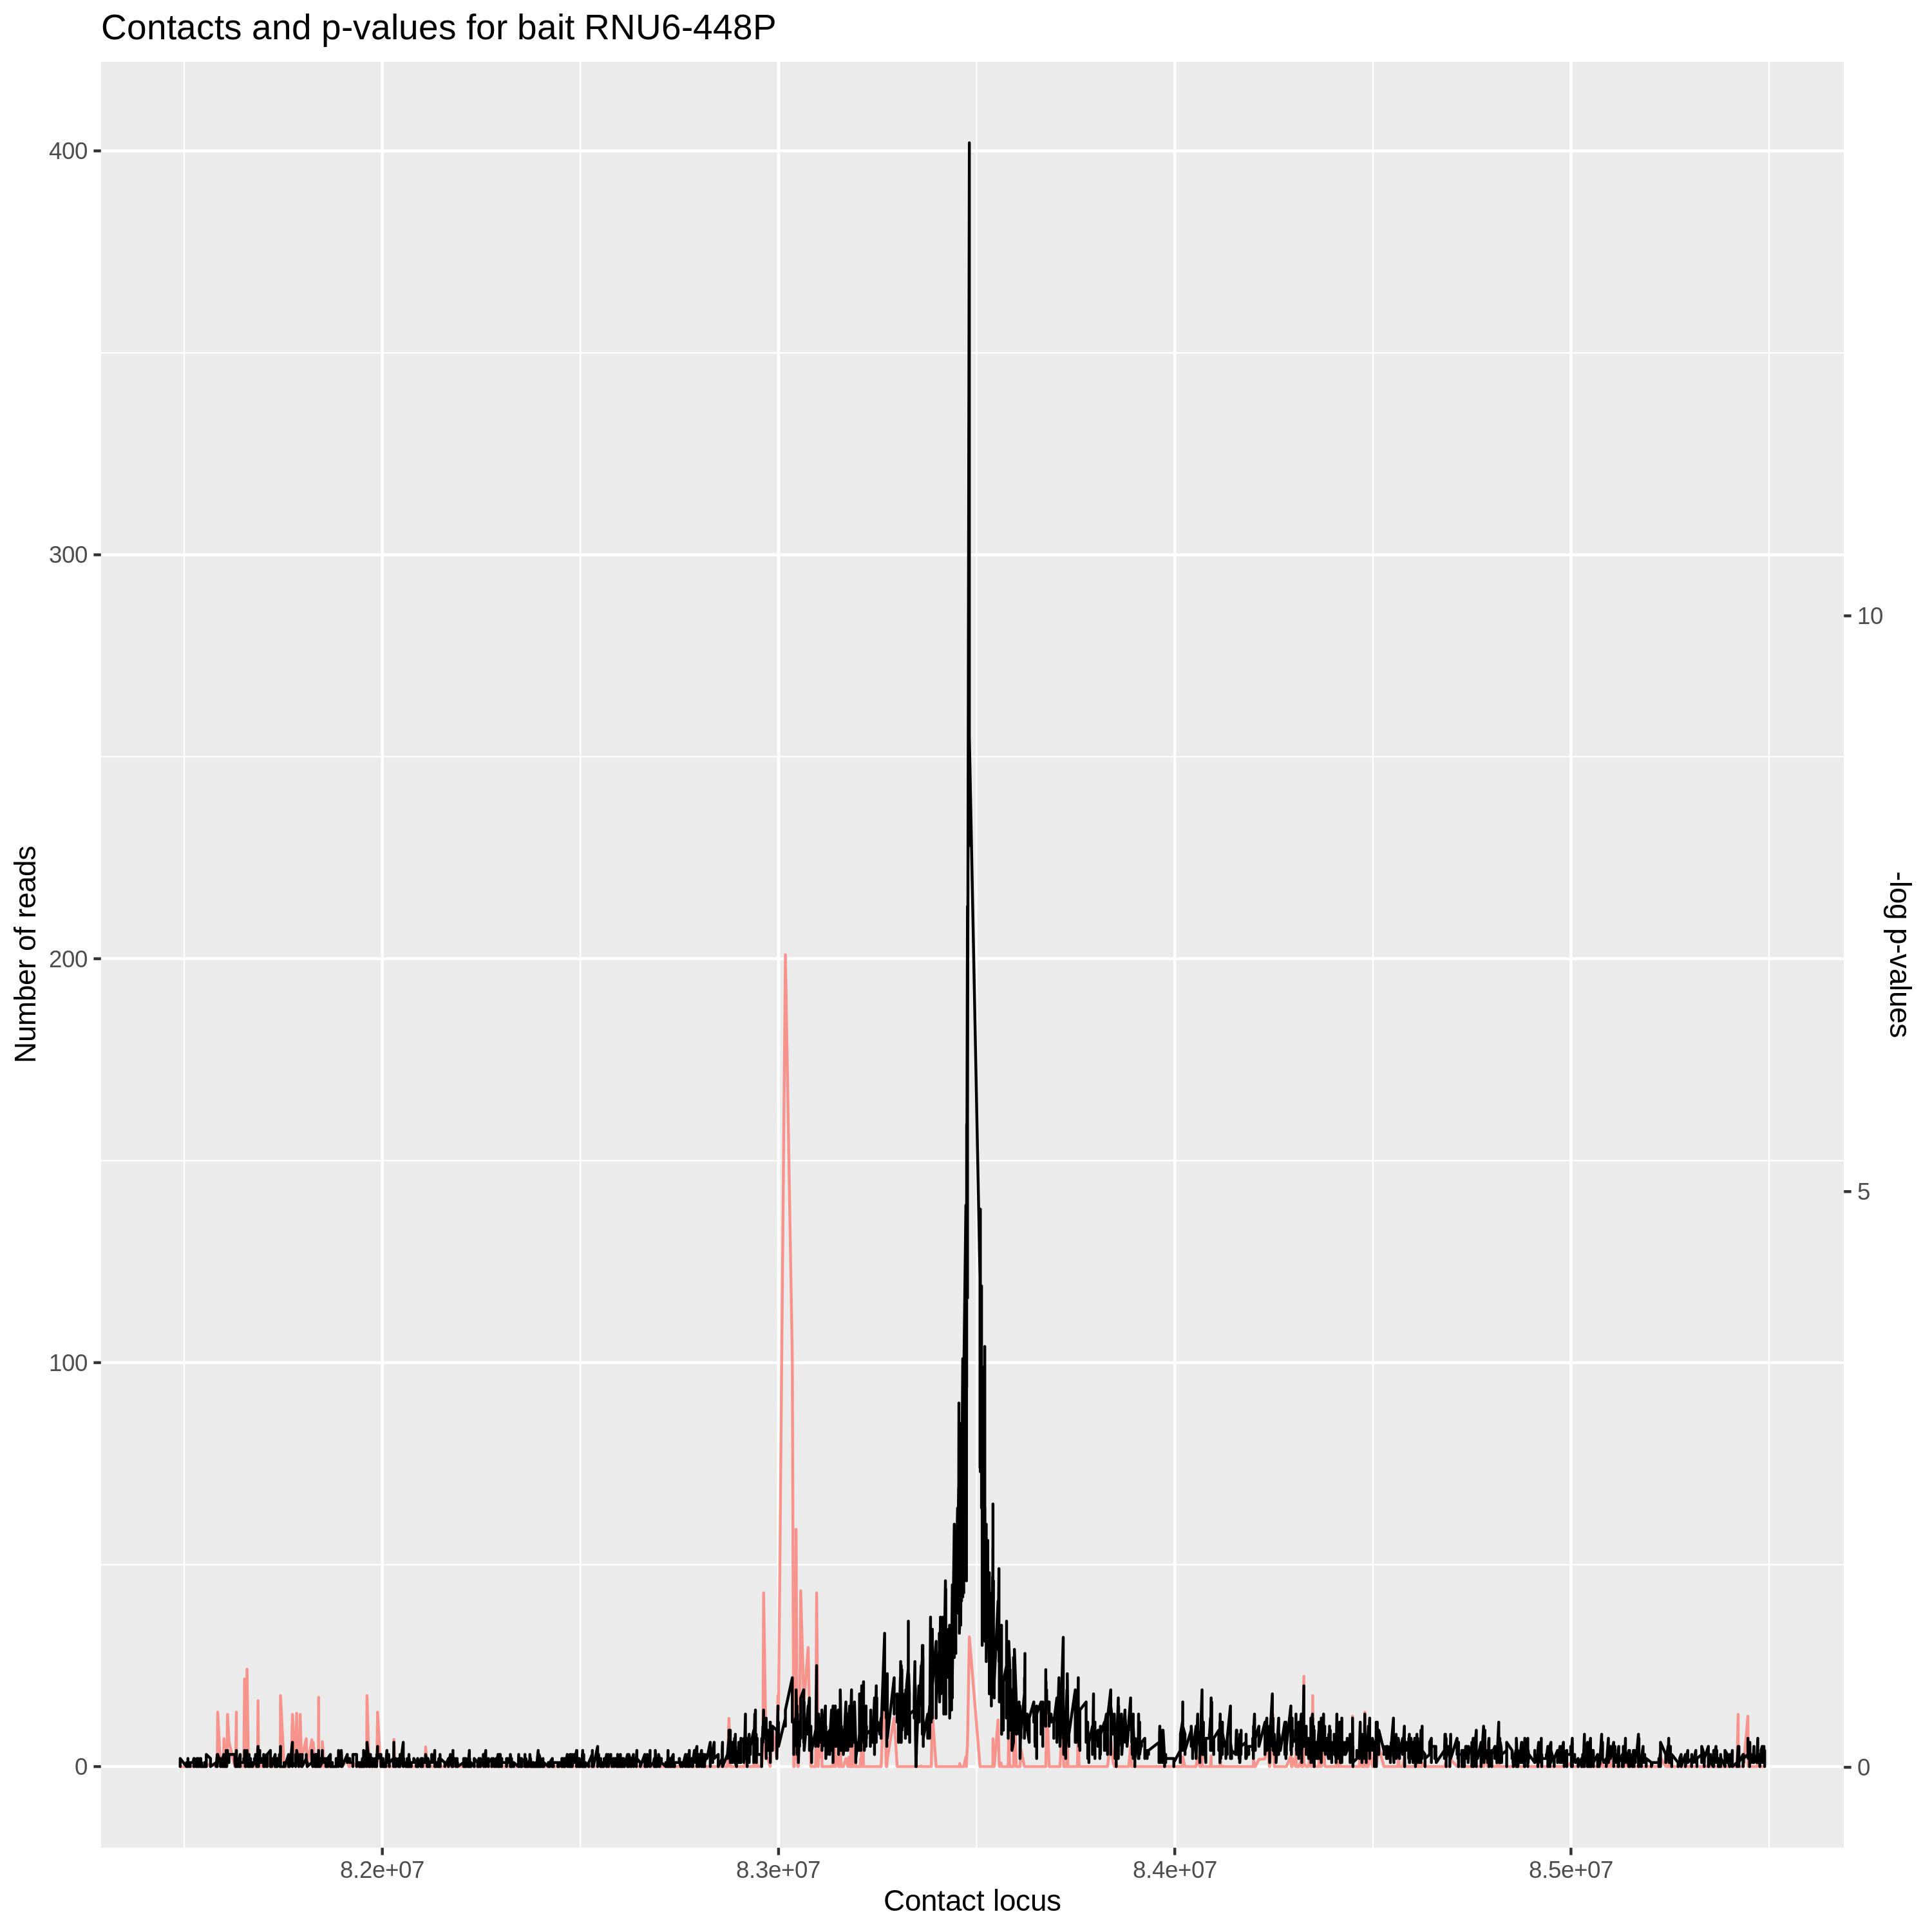 Contacts and p-values for bait RNU6-448P
400
300
200
100
0
Number of reads
10
5
0
-log p-values
8.2e+07
8.3e+07
8.4e+07
8.5e+07
Contact locus